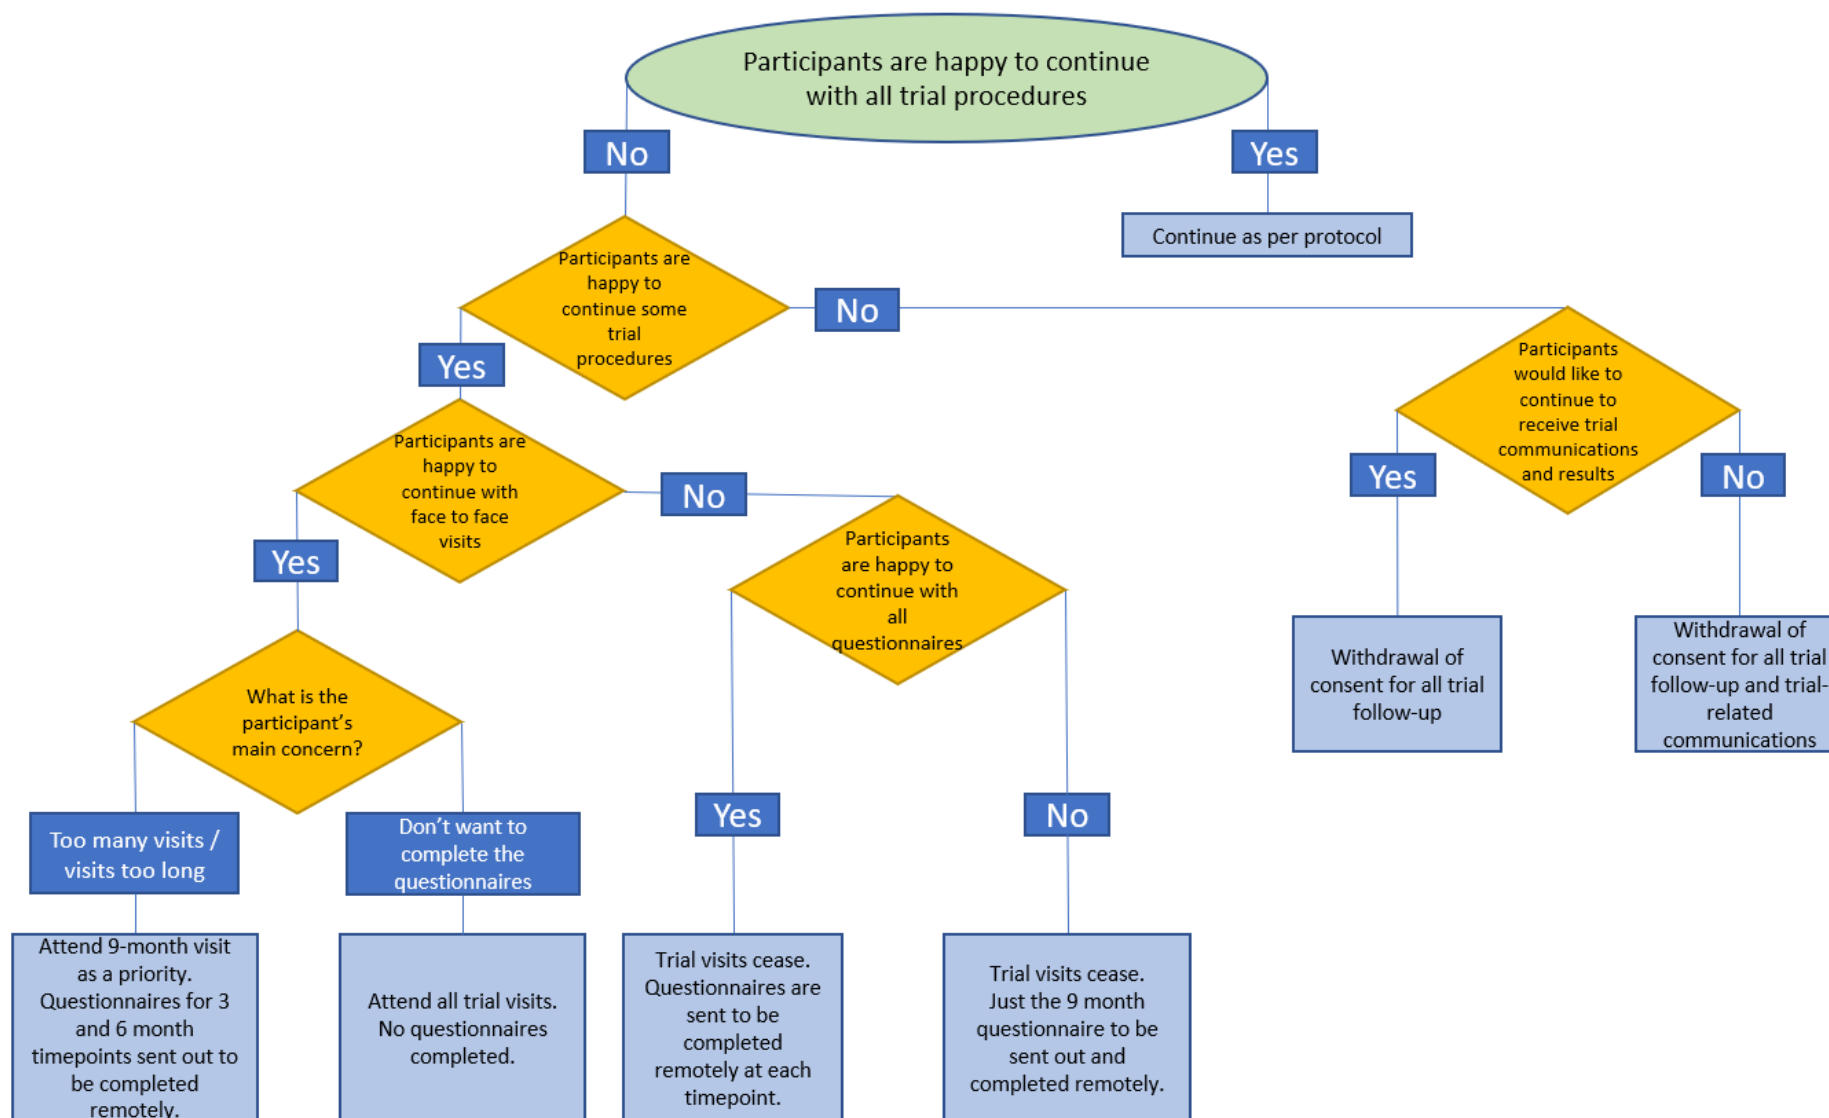 Participants are happy to continue
with all trial procedures
No
Yes
Continue as per protocol
Participants are
happy to
continue some
trial
procedures
No
Yes
Participants
would like to
continue to
receive trial
communications
and results
Yes
No
Participants are
happy to
continue with
face to face
visits
No
Yes
Participants
are happy to
continue with
all
questionnaires
Withdrawal of
consent for all trial
follow-up
Withdrawal of
consent for all trial
follow-up and trial-
related
communications
What is the
participant’s
main concern?
Too many visits /
visits too long
Don’t want to
complete the
questionnaires
Yes
No
Attend 9-month visit
as a priority.
Questionnaires for 3
and 6 month
timepoints sent out to
be completed
remotely.
Attend all trial visits.
No questionnaires
completed.
Trial visits cease.
Questionnaires are
sent to be
completed
remotely at each
timepoint.
Trial visits cease.
Just the 9 month
questionnaire to be
sent out and
completed remotely.